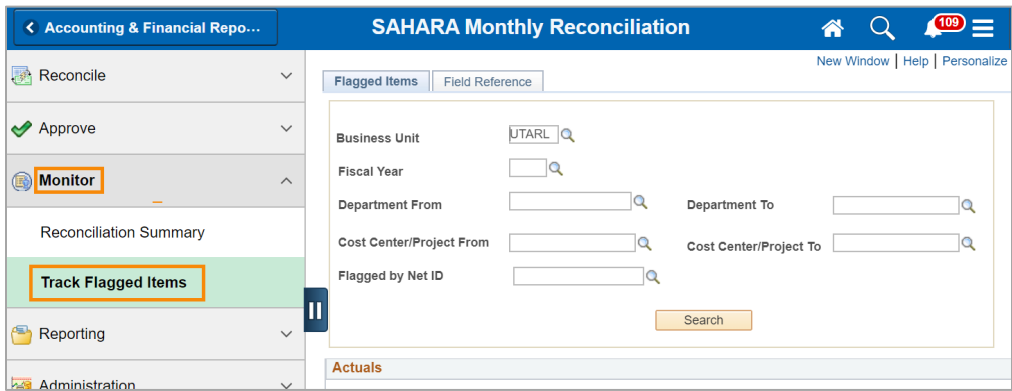 Accounting & Financial Repo...
SAHARA Monthly Reconciliation
109
New Window | Help | Personalize
Reconcile
Approve
Monitor
Reconciliation Summary
Track Flagged Items
Reporting
Administration
Flagged Items
Field Reference
Business Unit
UTARL
Fiscal Year
Department From
Department To
Cost Center/Project From
Cost Center/Project To
Flagged by Net ID
Search
Actuals